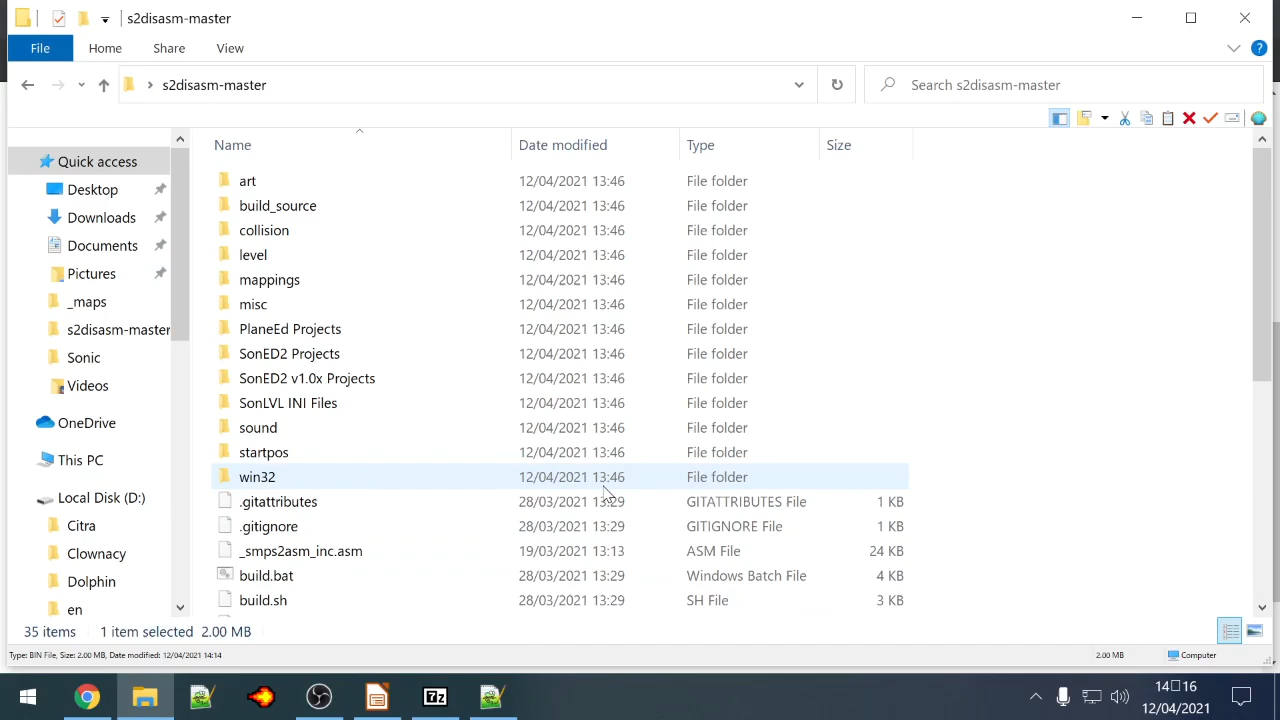 s2disasm-master
File Home Share View
s2disasm-master Search s2disasm-master
Name Date modified Type Size
Quick access
Desktop
Downloads
Documents
Pictures
_maps
s2disasm-master
Sonic
Videos
OneDrive
This PC
Local Disk (D:)
Citra
Clownacy
Dolphin
en
art 12/04/2021 13:46 File folder
build_source 12/04/2021 13:46 File folder
collision 12/04/2021 13:46 File folder
level 12/04/2021 13:46 File folder
mappings 12/04/2021 13:46 File folder
misc 12/04/2021 13:46 File folder
PlaneEd Projects 12/04/2021 13:46 File folder
SonED2 Projects 12/04/2021 13:46 File folder
SonED2 v1.0x Projects 12/04/2021 13:46 File folder
SonLVL INI Files 12/04/2021 13:46 File folder
sound 12/04/2021 13:46 File folder
startpos 12/04/2021 13:46 File folder
win32 12/04/2021 13:46 File folder
.gitattributes 28/03/2021 13:29 GITATTRIBUTES File 1 KB
.gitignore 28/03/2021 13:29 GITIGNORE File 1 KB
_smps2asm_inc.asm 19/03/2021 13:13 ASM File 24 KB
build.bat 28/03/2021 13:29 Windows Batch File 4 KB
build.sh 28/03/2021 13:29 SH File 3 KB
35 items 1 item selected 2.00 MB
Type: BIN File, Size: 2.00 MB, Date modified: 12/04/2021 14:14 2.00 MB Computer
7z
14▯16
12/04/2021